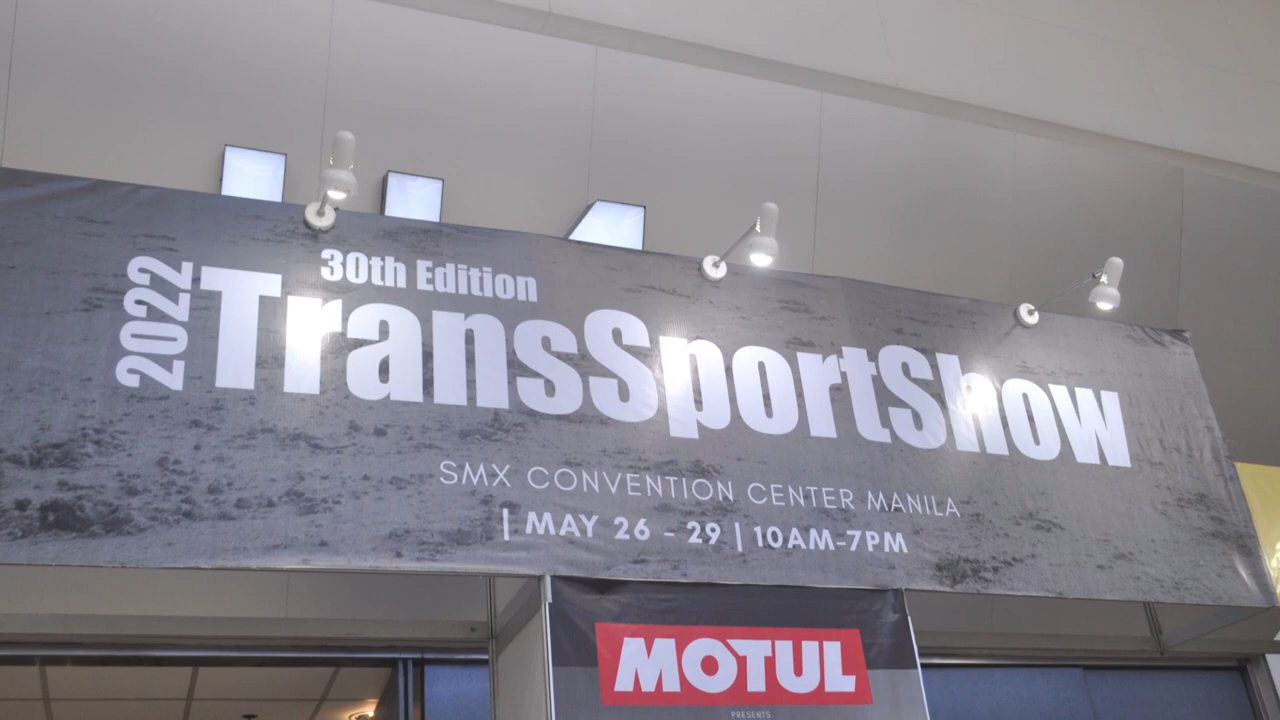 30th Edition
2022 TransSportShow
SMX CONVENTION CENTER MANILA
| MAY 26 - 29 | 10AM-7PM
MOTUL
PRESENTS